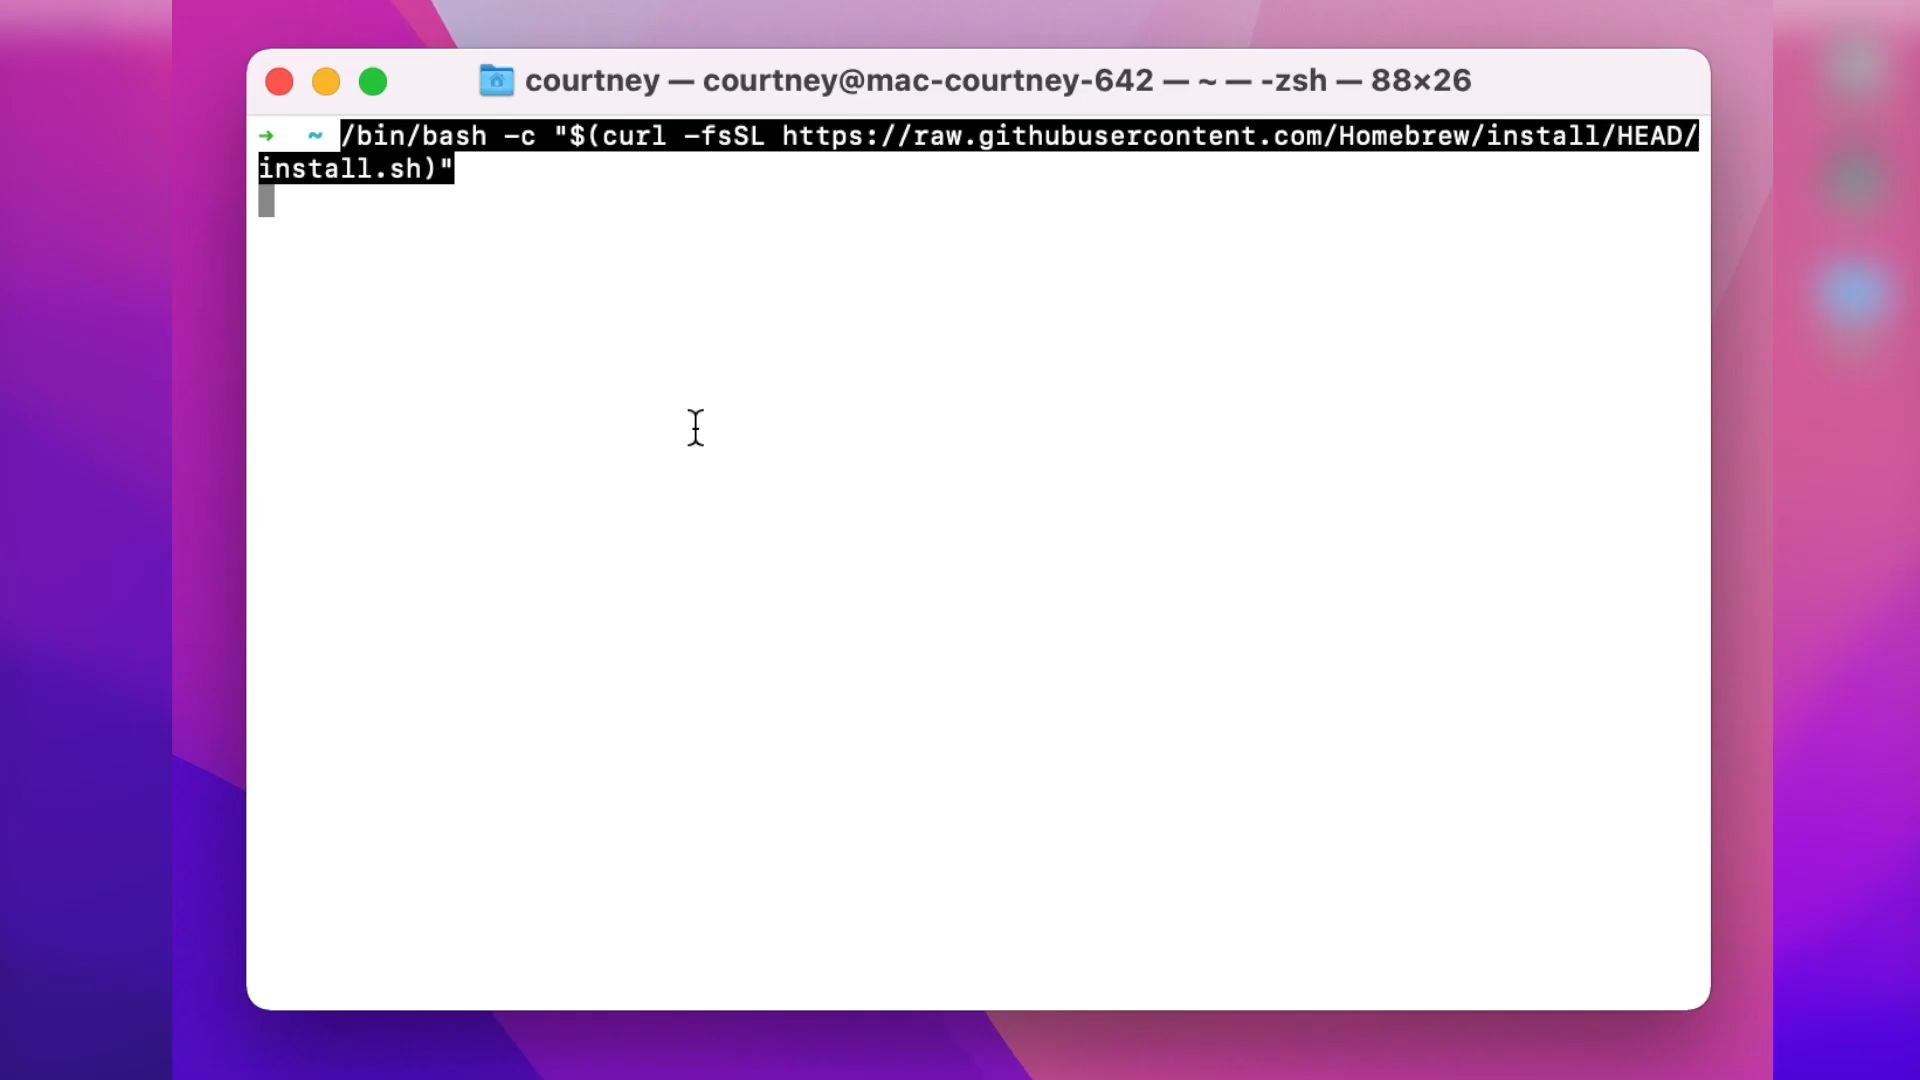 courtney — courtney@mac-courtney-642 — ~ — -zsh — 88×26
➜ ~ /bin/bash -c "$(curl -fsSL https://raw.githubusercontent.com/Homebrew/install/HEAD/
install.sh)"